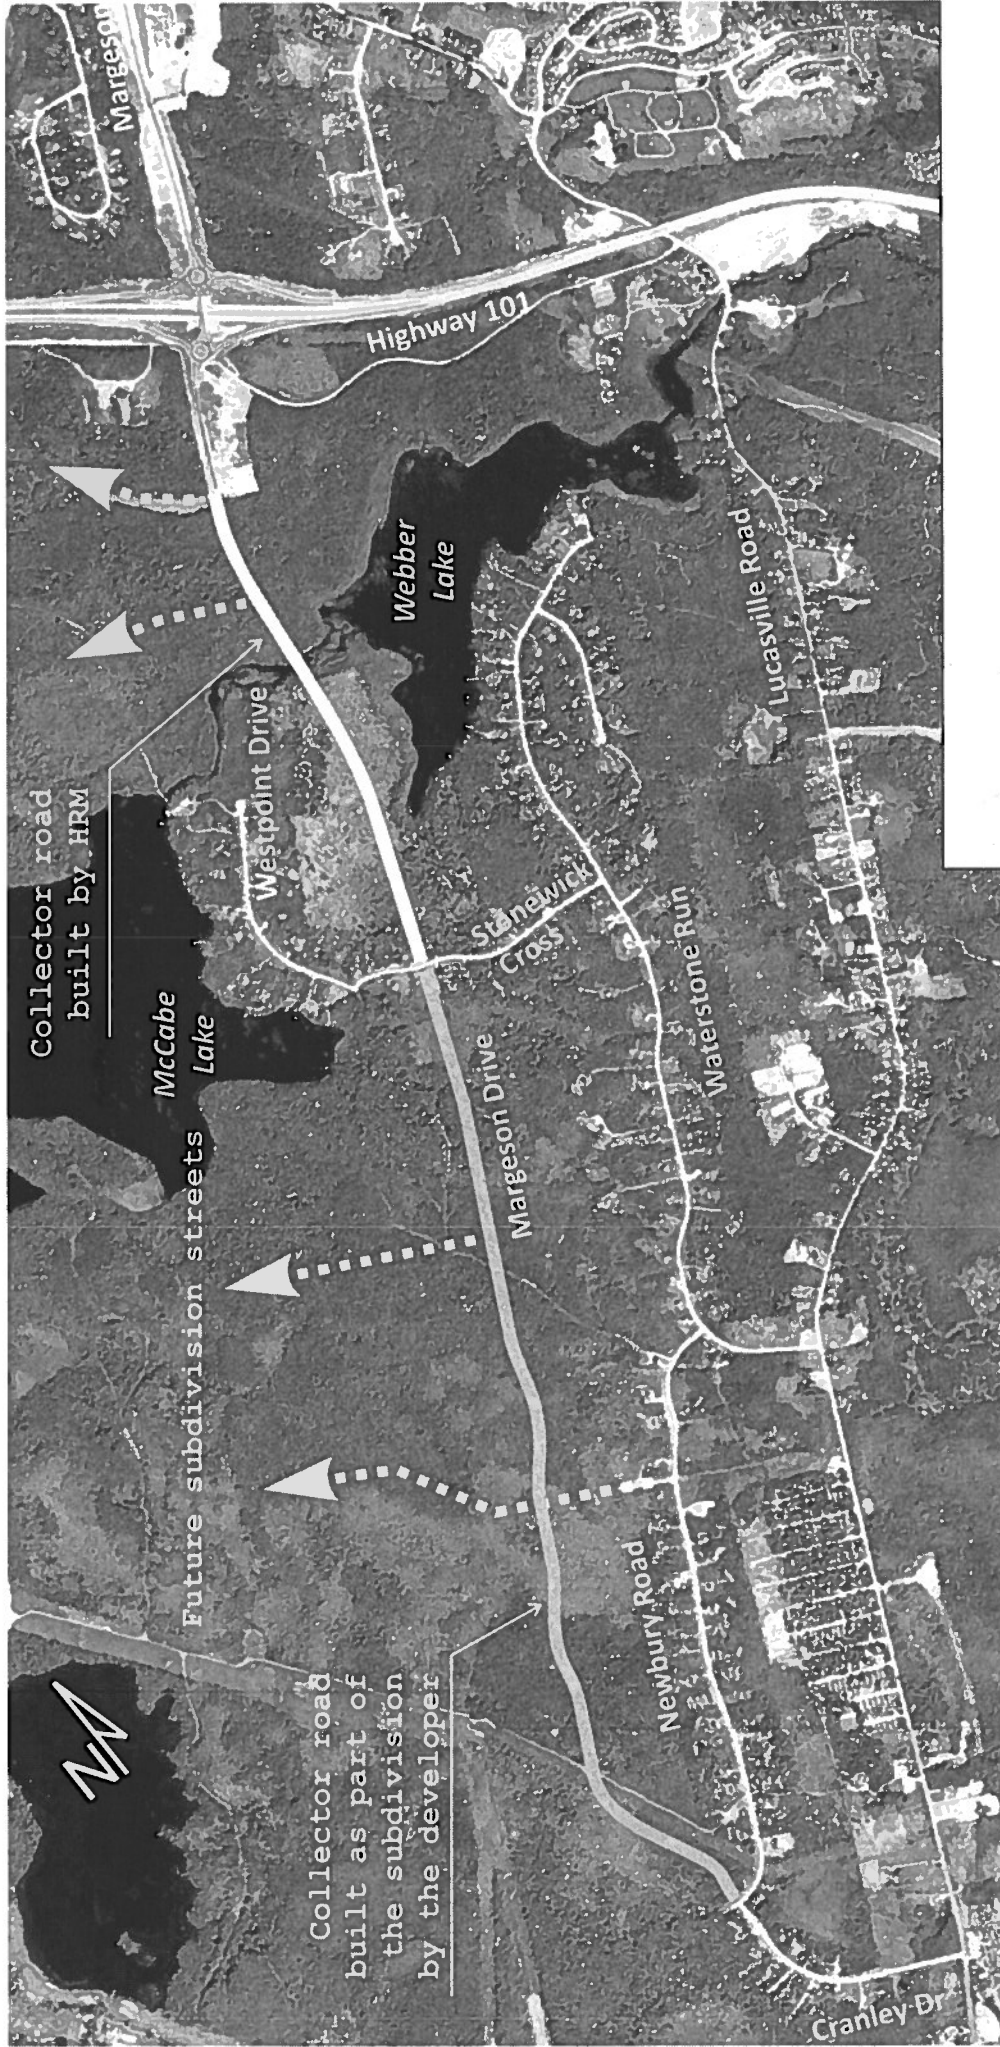 Collector road
built by HRM
McCabe
Lake
Future subdivision streets
Collector road
built as part of
the subdivision
by the developer
N
Margeson
Highway 101
Webber
Lake
Westpoint Drive
Stonewick
Cross
Margeson Drive
Waterstone Run
Lucasville Road
Newbury Road
Cranley Dr